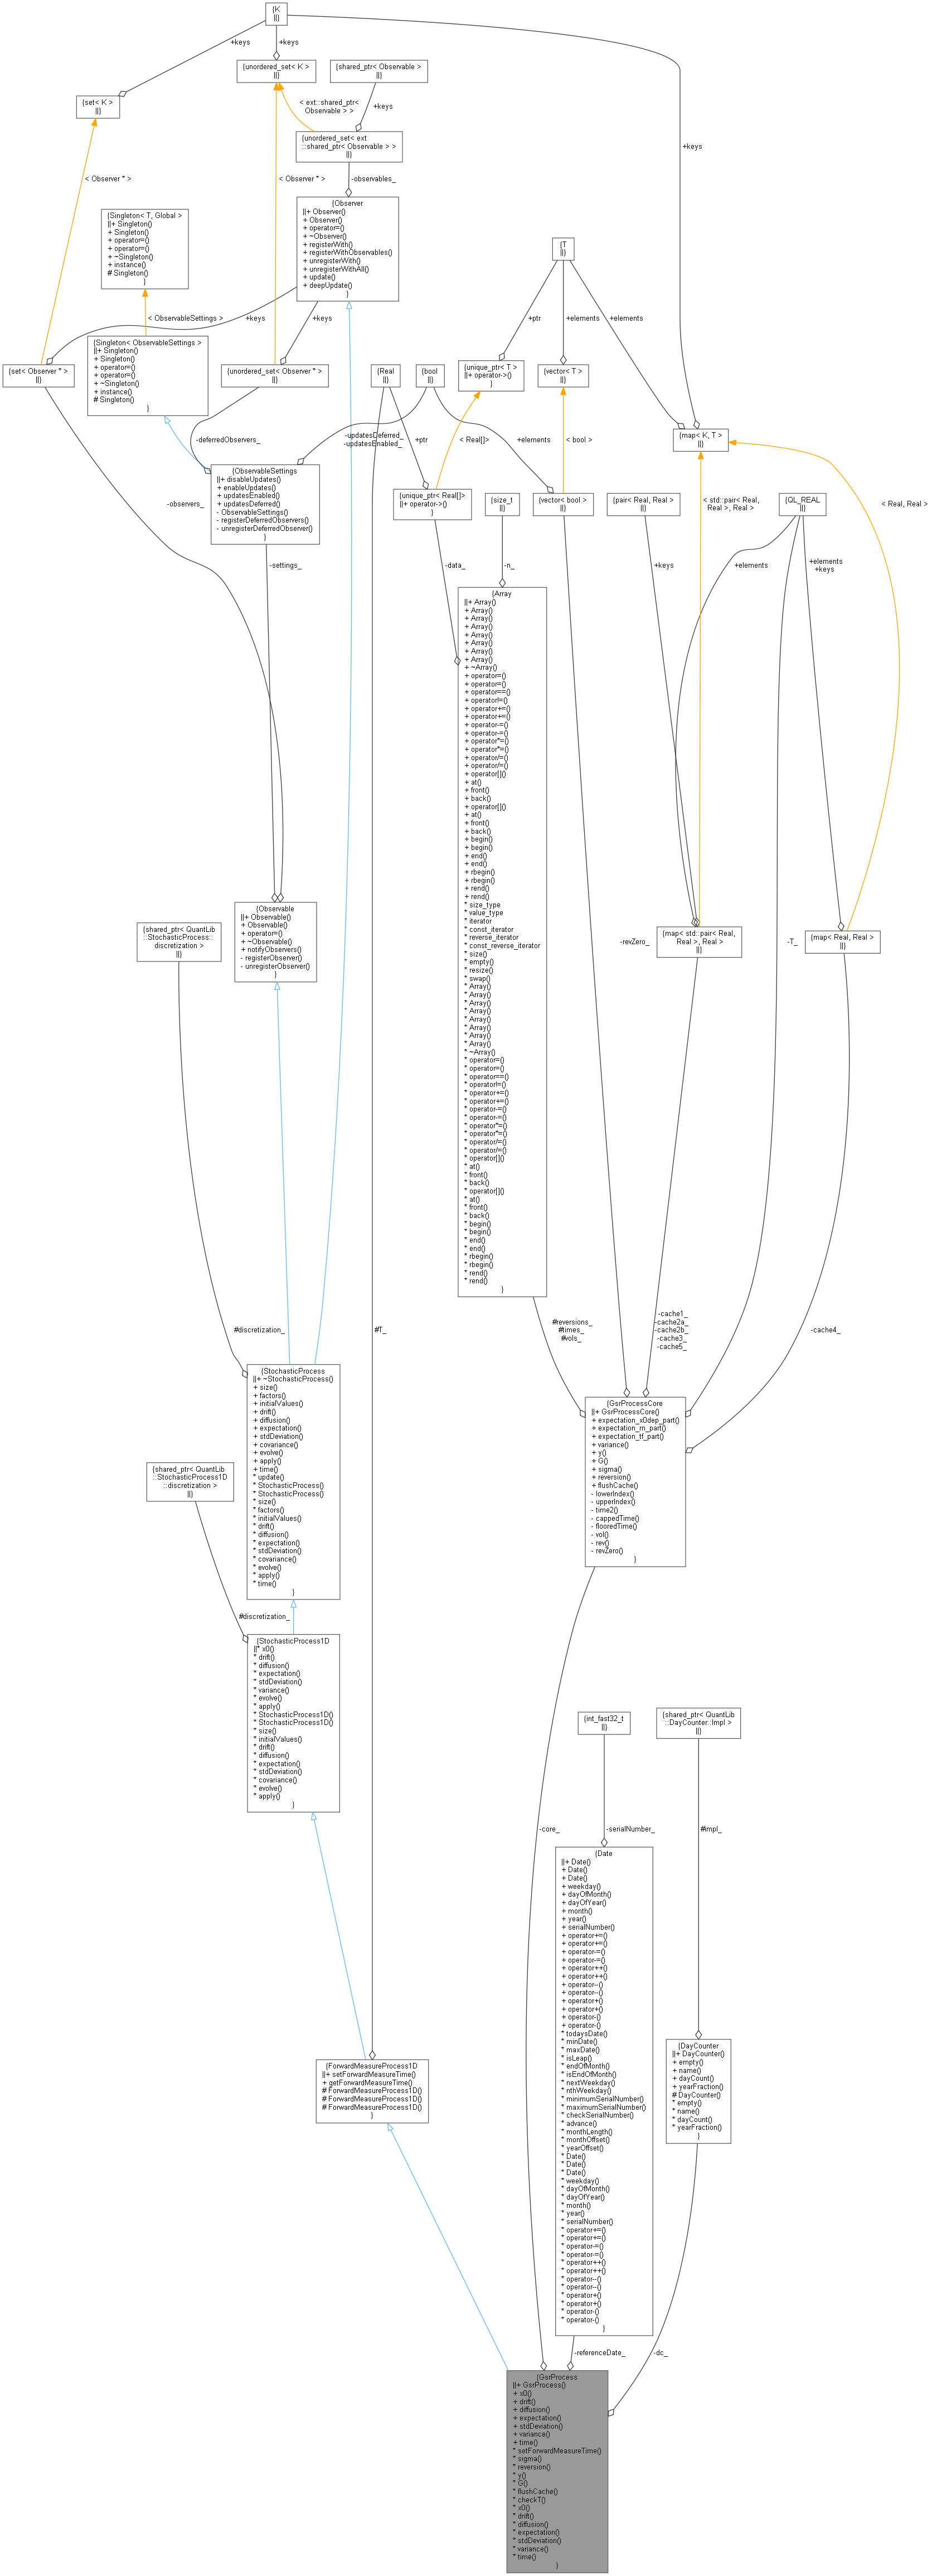 {K
||}
+keys
+keys
{unordered_set< K >
||}
{shared_ptr< Observable >
||}
{set< K >
||}
< ext::shared_ptr<
Observable > >
+keys
{unordered_set< ext
::shared_ptr< Observable > >
||}
+keys
< Observer * >
< Observer * >
-observables_
{Observer
||+ Observer()
+ Observer()
+ operator=()
+ ~Observer()
+ registerWith()
+ registerWithObservables()
+ unregisterWith()
+ unregisterWithAll()
+ update()
+ deepUpdate()
}
{Singleton< T, Global >
||+ Singleton()
+ Singleton()
+ operator=()
+ operator=()
+ ~Singleton()
+ instance()
# Singleton()
}
{T
||}
< ObservableSettings >
+keys
+keys
+ptr
+elements
+elements
{Singleton< ObservableSettings >
||+ Singleton()
+ Singleton()
+ operator=()
+ operator=()
+ ~Singleton()
+ instance()
# Singleton()
}
{set< Observer * >
||}
{unordered_set< Observer * >
||}
{Real
||}
{bool
||}
{unique_ptr< T >
||+ operator->()
}
{vector< T >
||}
-deferredObservers_
-updatesDeferred_
-updatesEnabled_
+ptr
< Real[]>
+elements
< bool >
{map< K, T >
||}
-observers_
{ObservableSettings
||+ disableUpdates()
+ enableUpdates()
+ updatesEnabled()
+ updatesDeferred()
- ObservableSettings()
- registerDeferredObservers()
- unregisterDeferredObserver()
}
{unique_ptr< Real[]>
||+ operator->()
}
{size_t
||}
{vector< bool >
||}
{pair< Real, Real >
||}
< std::pair< Real,
Real >, Real >
{QL_REAL
||}
< Real, Real >
-settings_
-data_
-n_
+keys
+elements
+elements
+keys
{Array
||+ Array()
+ Array()
+ Array()
+ Array()
+ Array()
+ Array()
+ Array()
+ Array()
+ ~Array()
+ operator=()
+ operator=()
+ operator==()
+ operator!=()
+ operator+=()
+ operator+=()
+ operator-=()
+ operator-=()
+ operator*=()
+ operator*=()
+ operator/=()
+ operator/=()
+ operator[]()
+ at()
+ front()
+ back()
+ operator[]()
+ at()
+ front()
+ back()
+ begin()
+ begin()
+ end()
+ end()
+ rbegin()
+ rbegin()
+ rend()
+ rend()
* size_type
* value_type
* iterator
* const_iterator
* reverse_iterator
* const_reverse_iterator
* size()
* empty()
* resize()
* swap()
* Array()
* Array()
* Array()
* Array()
* Array()
* Array()
* Array()
* Array()
* ~Array()
* operator=()
* operator=()
* operator==()
* operator!=()
* operator+=()
* operator+=()
* operator-=()
* operator-=()
* operator*=()
* operator*=()
* operator/=()
* operator/=()
* operator[]()
* at()
* front()
* back()
* operator[]()
* at()
* front()
* back()
* begin()
* begin()
* end()
* end()
* rbegin()
* rbegin()
* rend()
* rend()
}
{Observable
||+ Observable()
+ Observable()
+ operator=()
+ ~Observable()
+ notifyObservers()
- registerObserver()
- unregisterObserver()
}
{shared_ptr< QuantLib
::StochasticProcess::
discretization >
||}
-revZero_
{map< std::pair< Real,
Real >, Real >
||}
-T_
{map< Real, Real >
||}
#discretization_
#T_
#reversions_
#times_
#vols_
-cache1_
-cache2a_
-cache2b_
-cache3_
-cache5_
-cache4_
{StochasticProcess
||+ ~StochasticProcess()
+ size()
+ factors()
+ initialValues()
+ drift()
+ diffusion()
+ expectation()
+ stdDeviation()
+ covariance()
+ evolve()
+ apply()
+ time()
* update()
* StochasticProcess()
* StochasticProcess()
* size()
* factors()
* initialValues()
* drift()
* diffusion()
* expectation()
* stdDeviation()
* covariance()
* evolve()
* apply()
* time()
}
{GsrProcessCore
||+ GsrProcessCore()
+ expectation_x0dep_part()
+ expectation_rn_part()
+ expectation_tf_part()
+ variance()
+ y()
+ G()
+ sigma()
+ reversion()
+ flushCache()
- lowerIndex()
- upperIndex()
- time2()
- cappedTime()
- flooredTime()
- vol()
- rev()
- revZero()
}
{shared_ptr< QuantLib
::StochasticProcess1D
::discretization >
||}
#discretization_
{StochasticProcess1D
||* x0()
* drift()
* diffusion()
* expectation()
* stdDeviation()
* variance()
* evolve()
* apply()
* StochasticProcess1D()
* StochasticProcess1D()
* size()
* initialValues()
* drift()
* diffusion()
* expectation()
* stdDeviation()
* covariance()
* evolve()
* apply()
}
{int_fast32_t
||}
{shared_ptr< QuantLib
::DayCounter::Impl >
||}
-core_
-serialNumber_
#impl_
{Date
||+ Date()
+ Date()
+ Date()
+ weekday()
+ dayOfMonth()
+ dayOfYear()
+ month()
+ year()
+ serialNumber()
+ operator+=()
+ operator+=()
+ operator-=()
+ operator-=()
+ operator++()
+ operator++()
+ operator--()
+ operator--()
+ operator+()
+ operator+()
+ operator-()
+ operator-()
* todaysDate()
* minDate()
* maxDate()
* isLeap()
* endOfMonth()
* isEndOfMonth()
* nextWeekday()
* nthWeekday()
* minimumSerialNumber()
* maximumSerialNumber()
* checkSerialNumber()
* advance()
* monthLength()
* monthOffset()
* yearOffset()
* Date()
* Date()
* Date()
* weekday()
* dayOfMonth()
* dayOfYear()
* month()
* year()
* serialNumber()
* operator+=()
* operator+=()
* operator-=()
* operator-=()
* operator++()
* operator++()
* operator--()
* operator--()
* operator+()
* operator+()
* operator-()
* operator-()
}
{DayCounter
||+ DayCounter()
+ empty()
+ name()
+ dayCount()
+ yearFraction()
# DayCounter()
* empty()
* name()
* dayCount()
* yearFraction()
}
{ForwardMeasureProcess1D
||+ setForwardMeasureTime()
+ getForwardMeasureTime()
# ForwardMeasureProcess1D()
# ForwardMeasureProcess1D()
# ForwardMeasureProcess1D()
}
-referenceDate_
-dc_
{GsrProcess
||+ GsrProcess()
+ x0()
+ drift()
+ diffusion()
+ expectation()
+ stdDeviation()
+ variance()
+ time()
* setForwardMeasureTime()
* sigma()
* reversion()
* y()
* G()
* flushCache()
* checkT()
* x0()
* drift()
* diffusion()
* expectation()
* stdDeviation()
* variance()
* time()
}